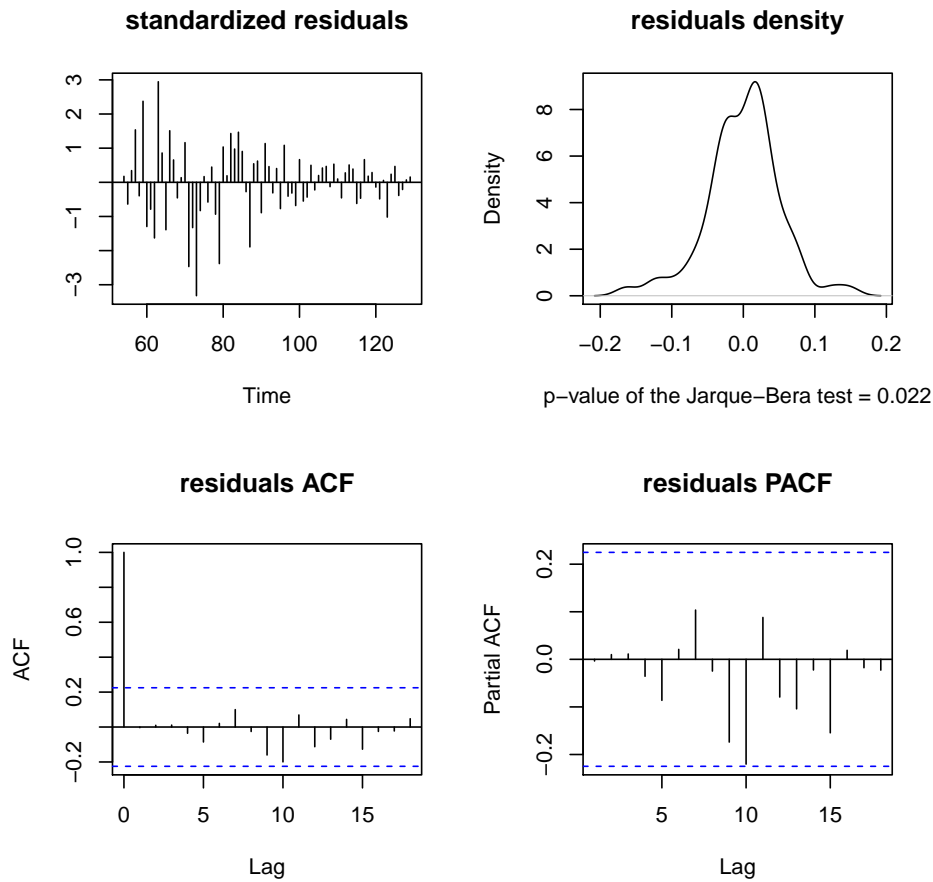 standardized residuals
3
2
1
−1
−3
60 80 100 120
Time
residuals density
8
6
4
2
0
Density
−0.2 −0.1 0.0 0.1 0.2
p−value of the Jarque−Bera test = 0.022
residuals ACF
1.0
0.6
0.2
−0.2
ACF
0 5 10 15
Lag
residuals PACF
0.2
0.0
−0.2
Partial ACF
5 10 15
Lag